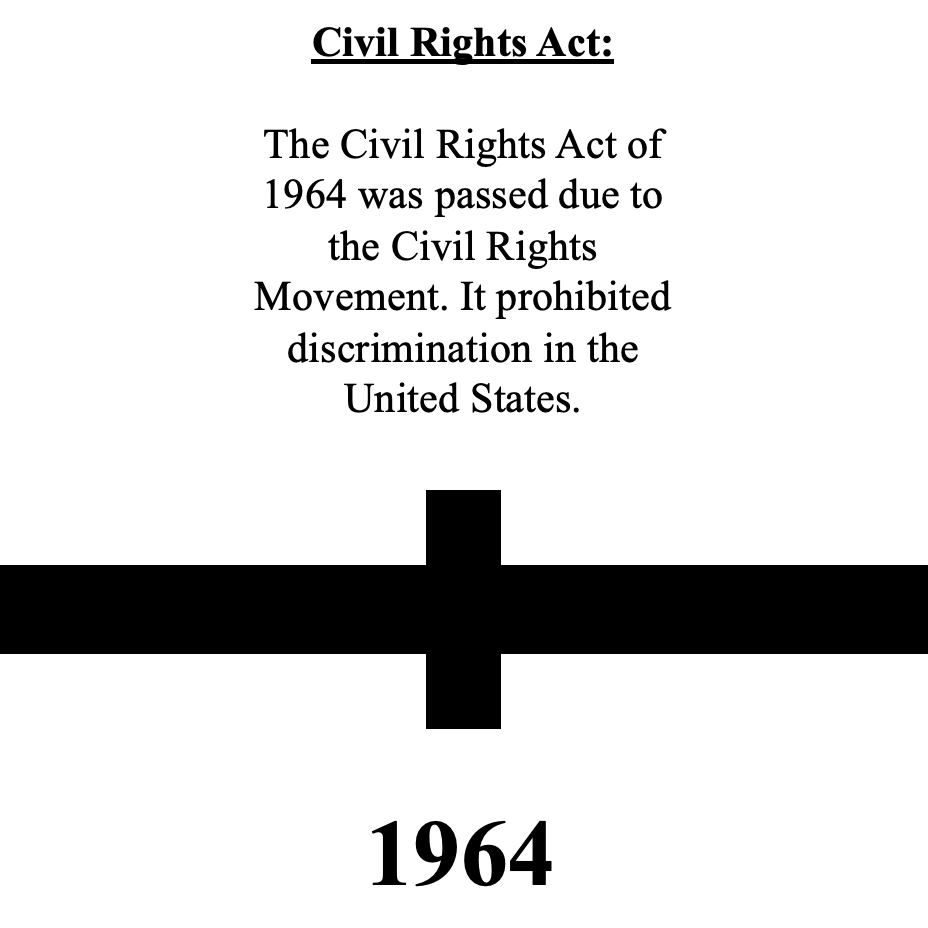 Civil Rights Act:
The Civil Rights Act of
1964 was passed due to
the Civil Rights
Movement. It prohibited
discrimination in the
United States.
1964